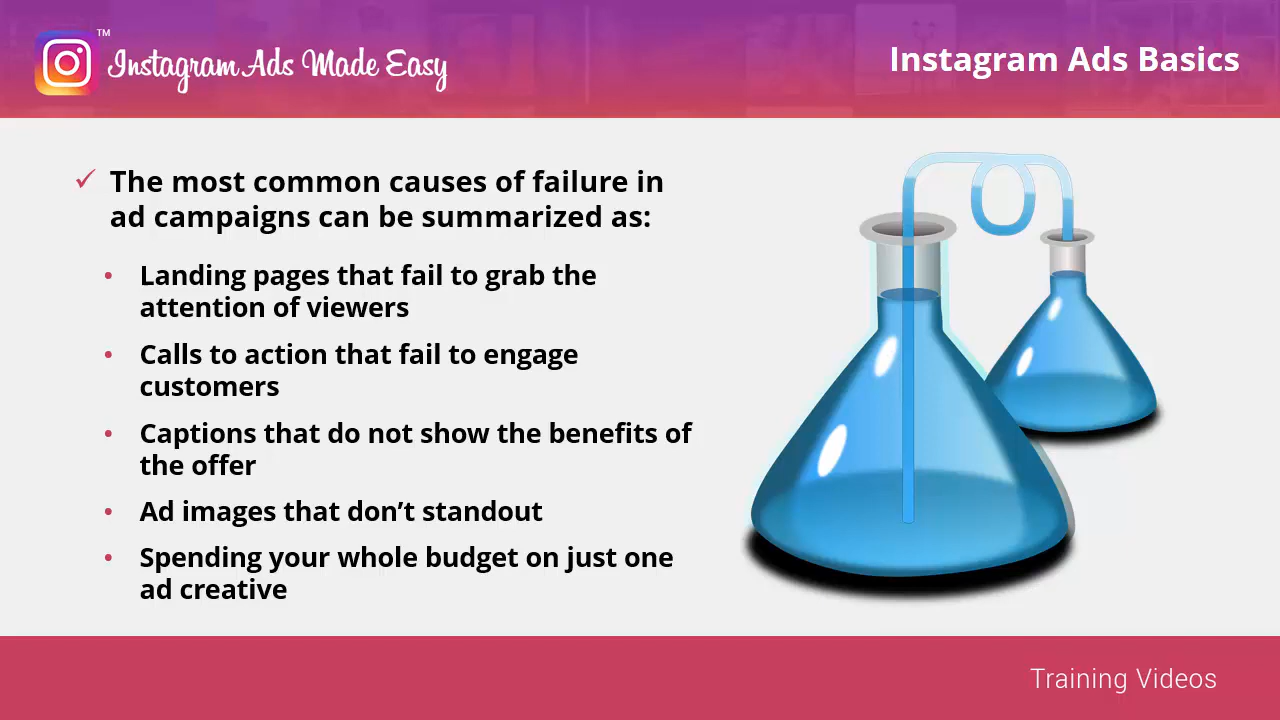 TM
Instagram Ads Made Easy
Instagram Ads Basics
The most common causes of failure in
ad campaigns can be summarized as:
Landing pages that fail to grab the
attention of viewers
Calls to action that fail to engage
customers
Captions that do not show the benefits of
the offer
Ad images that don’t standout
Spending your whole budget on just one
ad creative
Training Videos